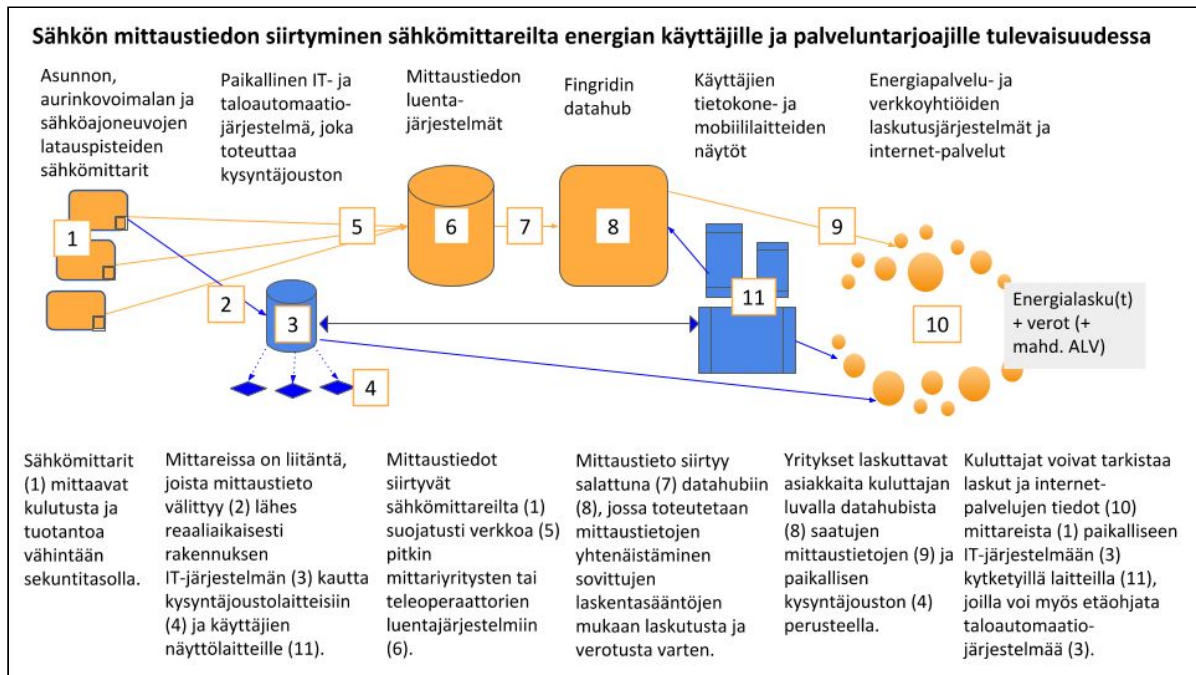 Sähkön mittaustiedon siirtyminen sähkömittareilta energian käyttäjille ja palveluntarjoajille tulevaisuudessa
Asunnon,
aurinkovoimalan ja
sähköajoneuvojen
latauspisteiden
sähkömittarit
Paikallinen IT- ja
taloautomaatio-
järjestelmä, joka
toteuttaa
kysyntäjouston
Mittaustiedon
luenta-
järjestelmät
Fingridin
datahub
Käyttäjien
tietokone- ja
mobiililaitteiden
näytöt
Energiapalvelu- ja
verkkoyhtiöiden
laskutusjärjestelmät ja
internet-palvelut
1
2
3
4
5
6
7
8
9
10
11
Energialasku(t)
+ verot (+
mahd. ALV)
Sähkömittarit
(1) mittaavat
kulutusta ja
tuotantoa
vähintään
sekuntitasolla.
Mittareissa on liitäntä,
joista mittaustieto
välittyy (2) lähes
reaaliaikaisesti
rakennuksen
IT-järjestelmän (3) kautta
kysyntäjoustolaitteisiin
(4) ja käyttäjien
näyttölaitteille (11).
Mittaustiedot
siirtyvät
sähkömittareilta (1)
suojatusti verkkoa (5)
pitkin
mittariyritysten tai
teleoperaattorien
luentajärjestelmiin
(6).
Mittaustieto siirtyy
salattuna (7) datahubiin
(8), jossa toteutetaan
mittaustietojen
yhtenäistäminen
sovittujen
laskentasääntöjen
mukaan laskutusta ja
verotusta varten.
Yritykset laskuttavat
asiakkaita kuluttajan
luvalla datahubista
(8) saatujen
mittaustietojen (9) ja
paikallisen
kysyntäjouston (4)
perusteella.
Kuluttajat voivat tarkistaa
laskut ja internet-
palvelujen tiedot (10)
mittareista (1) paikalliseen
IT-järjestelmään (3)
kytketyillä laitteilla (11),
joilla voi myös etäohjata
taloautomaatio-
järjestelmää (3).